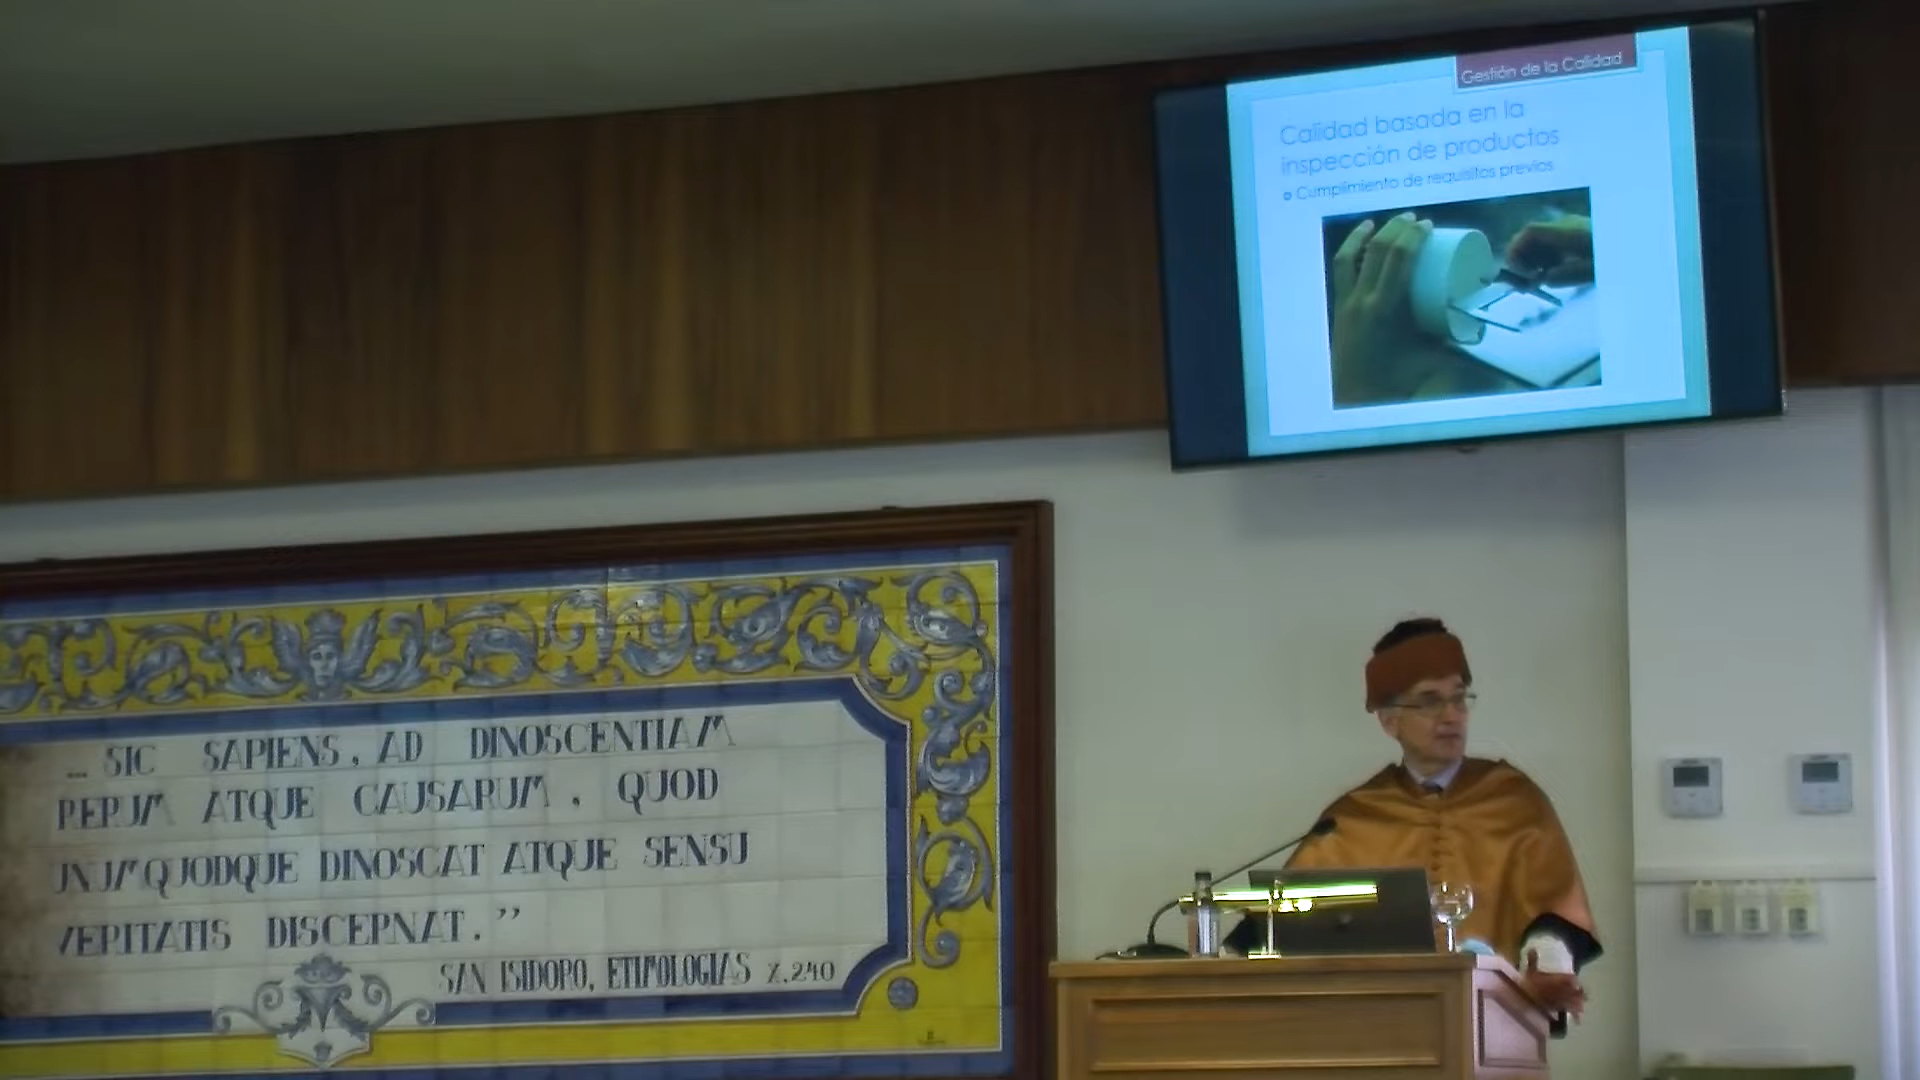 Gestión de la Calidad
Calidad basada en la
inspección de productos
Cumplimiento de requisitos previos
... SIC SAPIENS, AD DINOSCENTIAM
RERUM ATQUE CAUSARUM, QUOD
UNUMQUODQUE DINOSCAT ATQUE SENSU
VERITATIS DISCERNAT.”
SAN ISIDORO, ETIMOLOGIAS X, 240